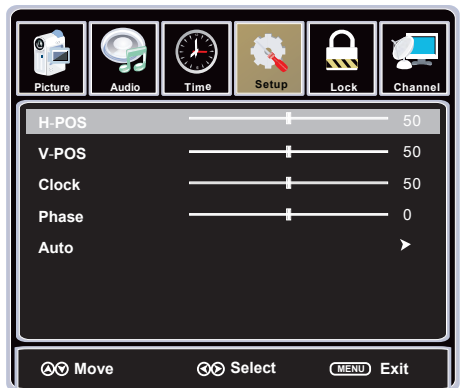 Picture Audio Time Setup Lock Channel
H-POS 50
V-POS 50
Clock 50
Phase 0
Auto
Move Select MENU Exit